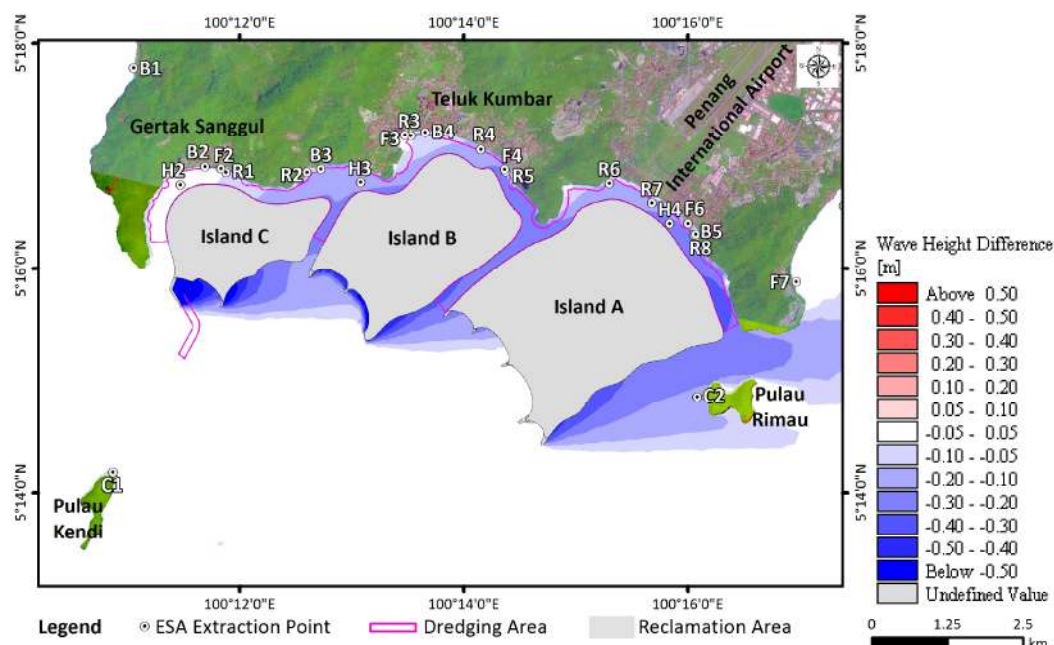 100°12'0"E
100°14'0"E
100°16'0"E
5°18'0"N
5°18'0"N
B1
Penang
International Airport
Teluk Kumbar
Gertak Sanggul
R3
F3
B4
R4
B2
F2
R1
B3
R2
H2
H3
F4
R5
R6
R7
H4
F6
B5
R8
F7
Island C
Island B
Island A
5°16'0"N
5°16'0"N
C2
Pulau
Rimau
C1
Pulau
Kendi
5°14'0"N
5°14'0"N
100°12'0"E
100°14'0"E
100°16'0"E
Wave Height Difference
[m]
Above 0.50
0.40 - 0.50
0.30 - 0.40
0.20 - 0.30
0.10 - 0.20
0.05 - 0.10
-0.05 - 0.05
-0.10 - -0.05
-0.20 - -0.10
-0.30 - -0.20
-0.40 - -0.30
-0.50 - -0.40
Below -0.50
Undefined Value
Legend
ESA Extraction Point
Dredging Area
Reclamation Area
0 1.25 2.5
km